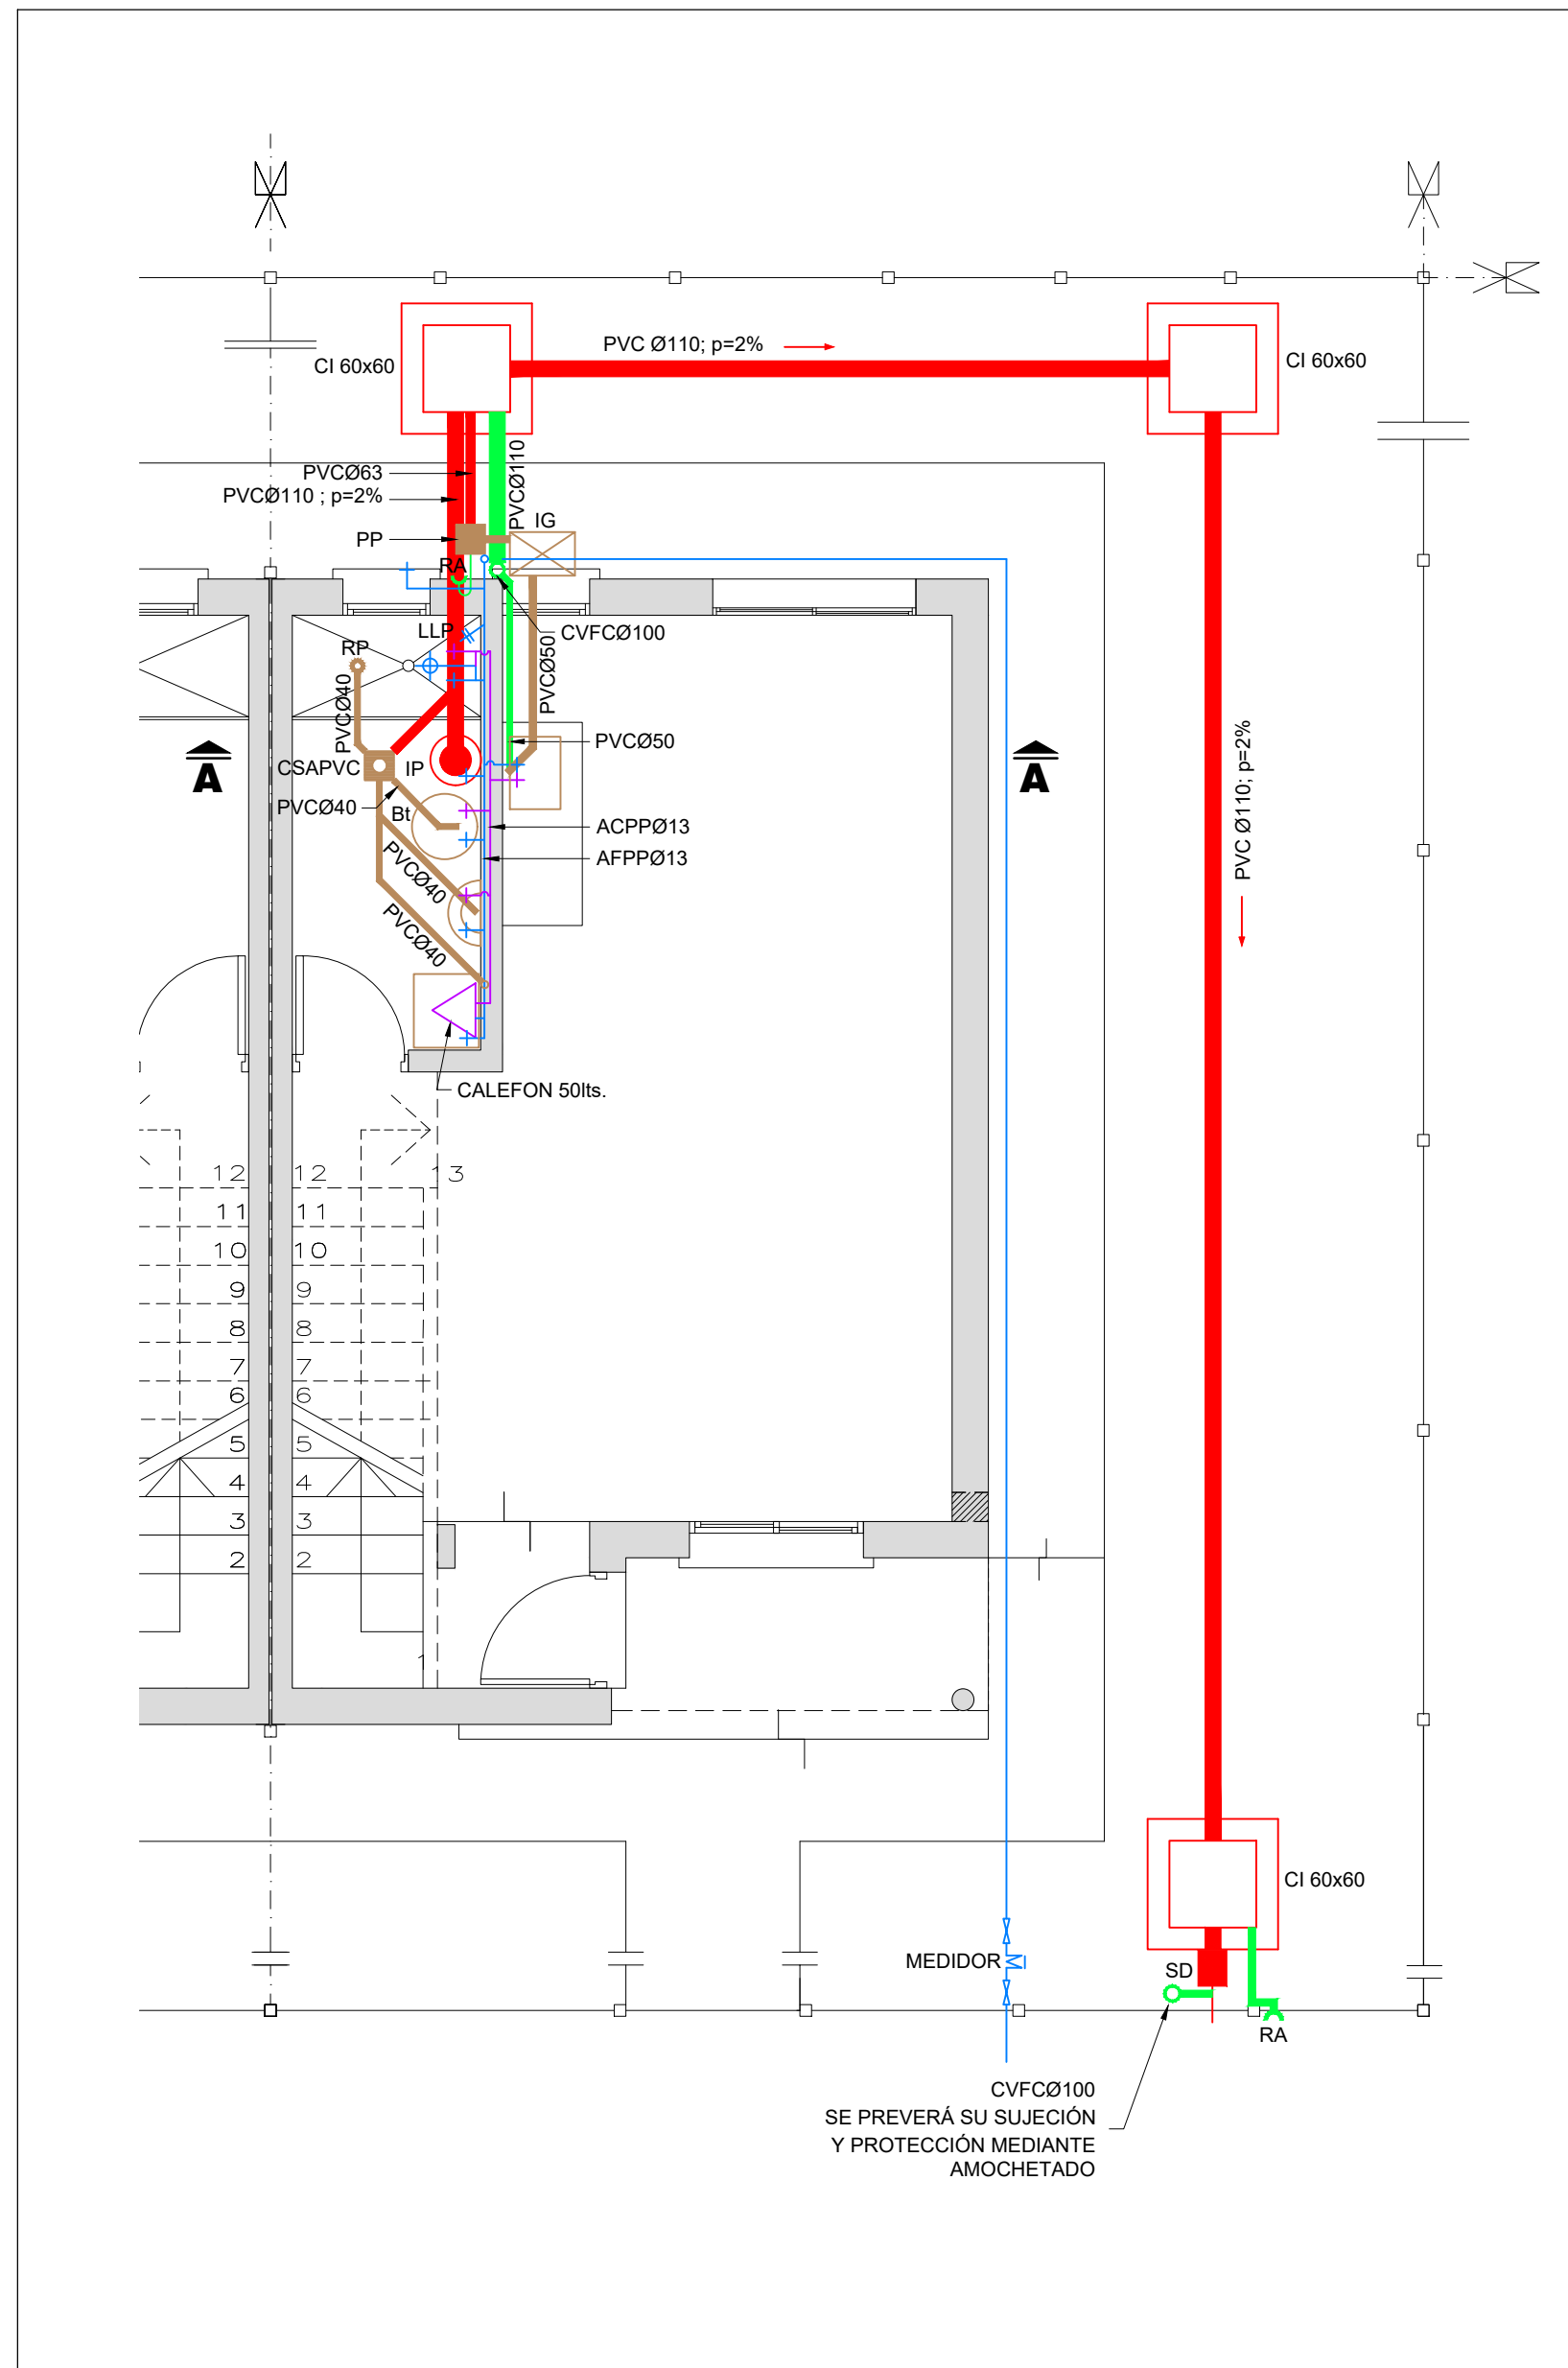 PVC Ø110; p=2%
CI 60x60
CI 60x60
PVCØ63
PVCØ110 ; p=2%
PVCØ110
IG
PP
RA
LLP
CVFCØ100
RP
PVCØ40
PVCØ50
PVCØ50
A
A
CSAPVC
IP
PVCØ40
Bt
ACPPØ13
AFPPØ13
PVCØ40
PVCØ40
PVC Ø110; p=2%
CALEFON 50lts.
12 12 13
11 11
10 10
9 9
8 8
7 7
6 6
5 5
4 4
3 3
2 2
1
CI 60x60
MEDIDOR
M
SD
RA
CVFCØ100
SE PREVERÁ SU SUJECIÓN
Y PROTECCIÓN MEDIANTE
AMOCHETADO